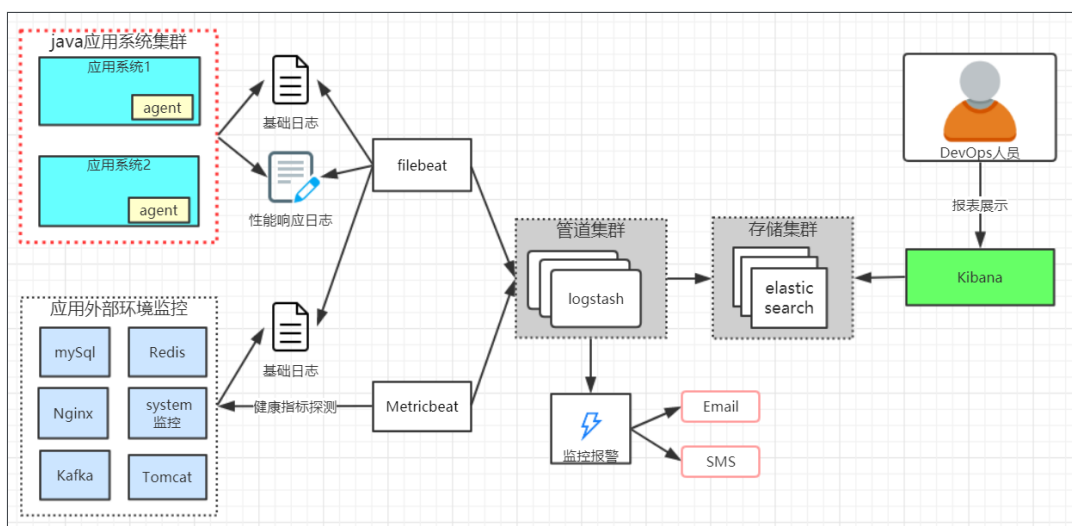 java应用系统集群
应用系统1
agent
应用系统2
agent
基础日志
性能响应日志
filebeat
DevOps人员
报表展示
Kibana
管道集群
logstash
存储集群
elastic
search
应用外部环境监控
mySql
Redis
Nginx
system
监控
Kafka
Tomcat
基础日志
健康指标探测
Metricbeat
监控报警
Email
SMS